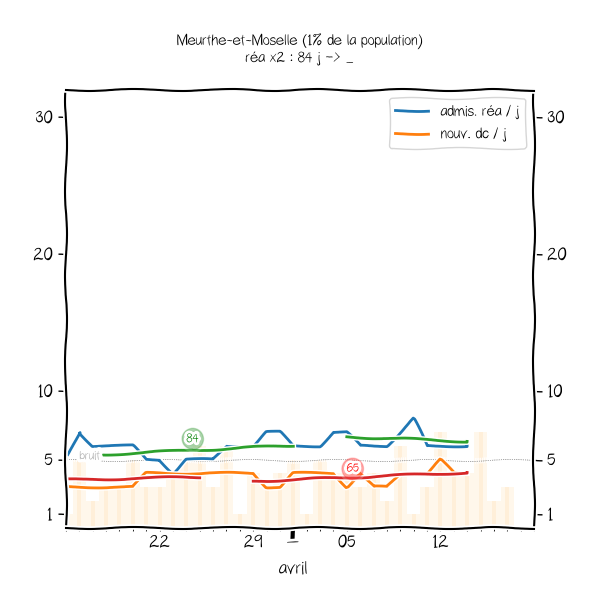 Meurthe-et-Moselle (1% de la population)
réa x2 : 84 j -> _
admis. réa / j
nouv. dc / j
30
30
20
20
10
10
84
bruit
5
5
65
1
1
22
29
05
12
avril